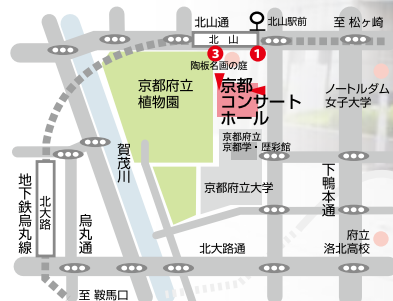 北山通
北山駅前
至 松ヶ崎
北 山
3
1
陶板名画の庭
京都府立
植物園
京都
コンサート
ホール
ノートルダム
女子大学
京都府立
京都学・歴彩館
賀茂川
京都府立大学
下鴨本通
地下鉄烏丸線
北大路
烏丸通
府立
洛北高校
北大路通
至 鞍馬口